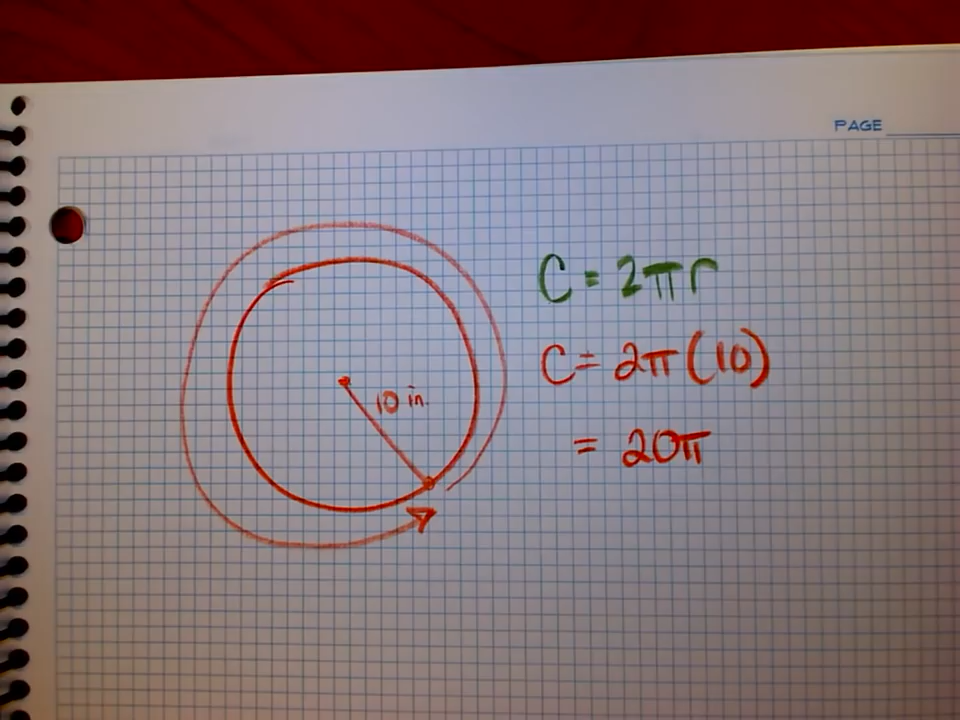 PAGE
C = 2πr
C = 2π(10)
10 in.
= 20π